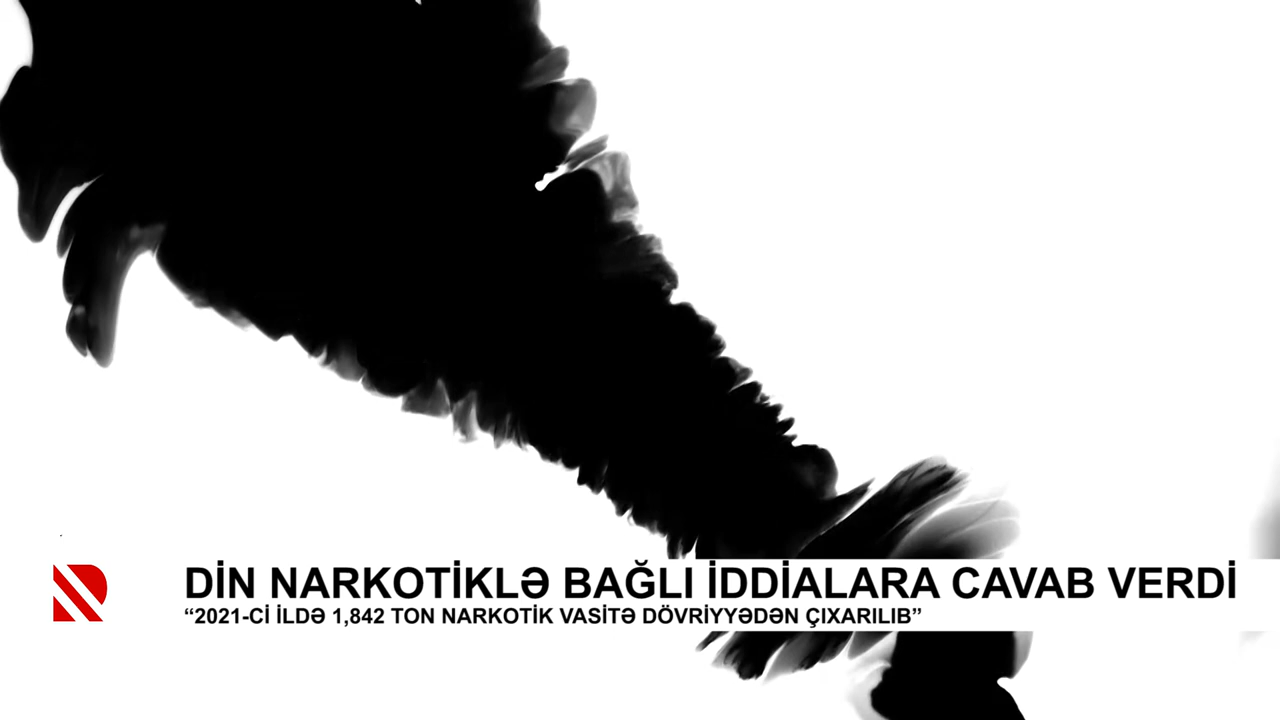 DİN NARKOTİKLƏ BAĞLI İDDİALARA CAVAB VERDİ
“2021-Cİ İLDƏ 1,842 TON NARKOTİK VASİTƏ DÖVRİYYƏDƏN ÇIXARILIB”